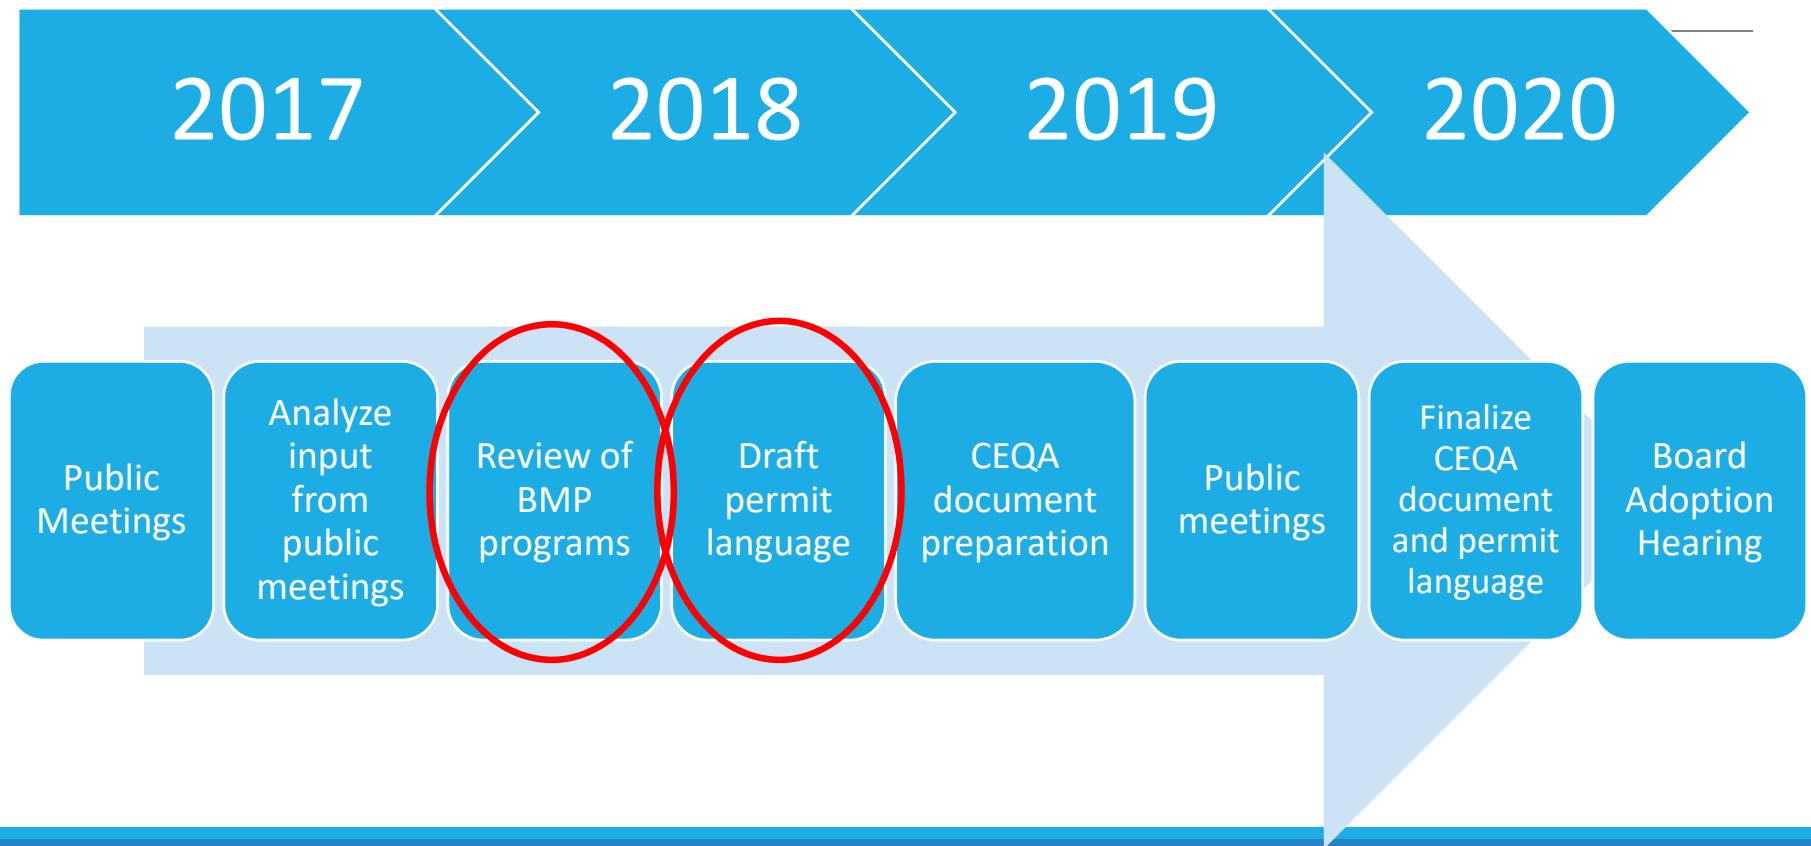 2017
2018
2019
2020
Public
Meetings
Analyze
input
from
public
meetings
Review of
BMP
programs
Draft
permit
language
CEQA
document
preparation
Public
meetings
Finalize
CEQA
document
and permit
language
Board
Adoption
Hearing